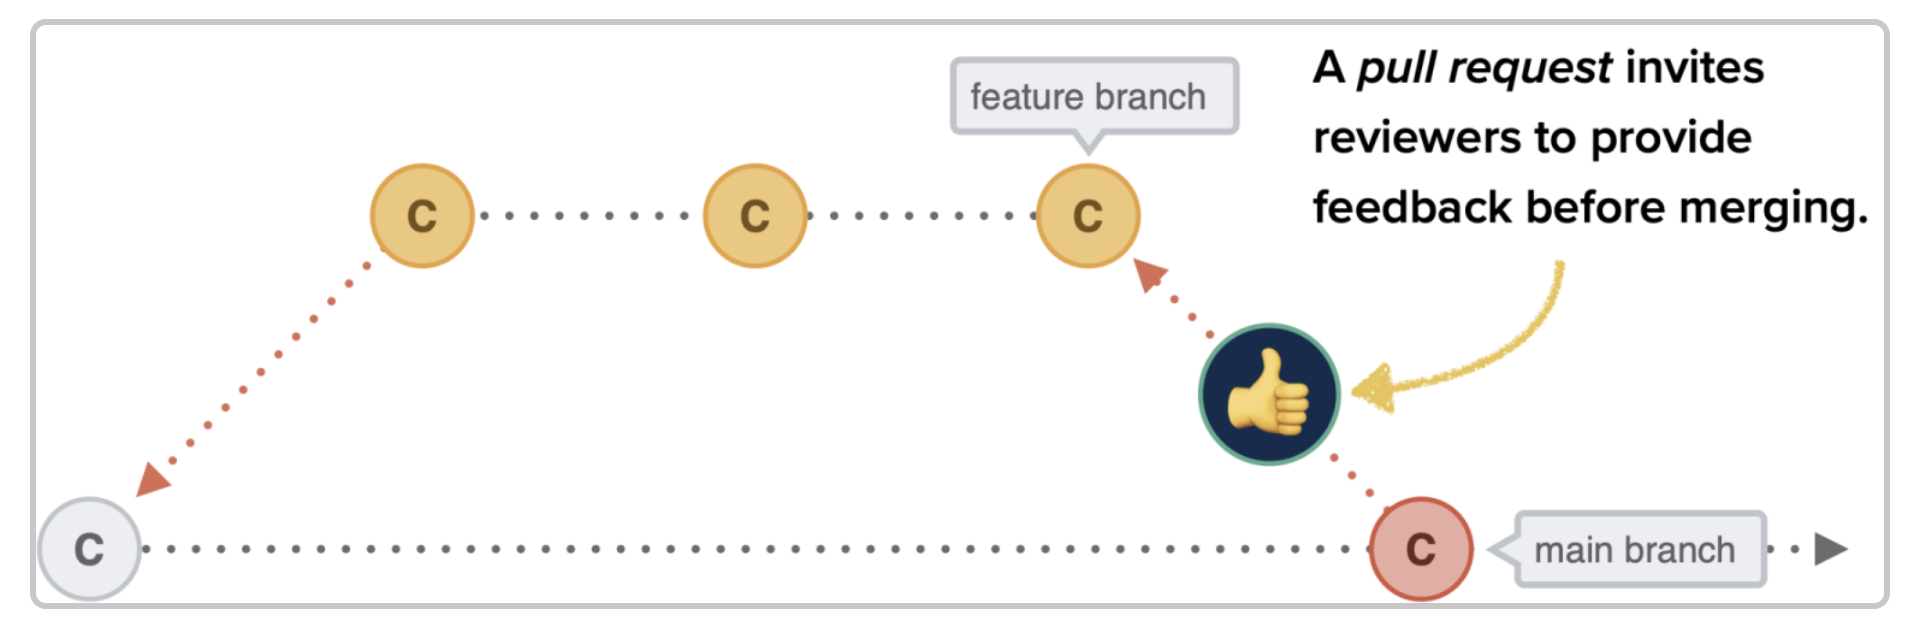 A pull request invites
reviewers to provide
feedback before merging.
feature branch
C
C
C
C
C
main branch